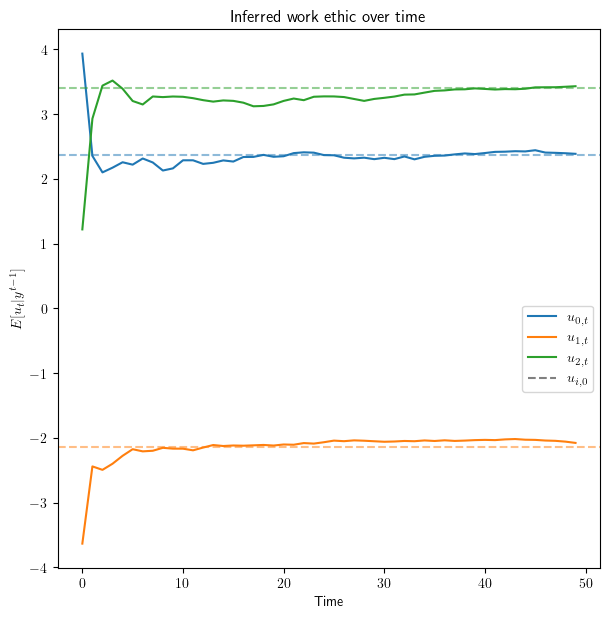 Inferred work ethic over time
E[u_t|y^{t−1}]
4
3
2
1
0
−1
−2
−3
−4
u_{0,t}
u_{1,t}
u_{2,t}
u_{i,0}
0 10 20 30 40 50
Time